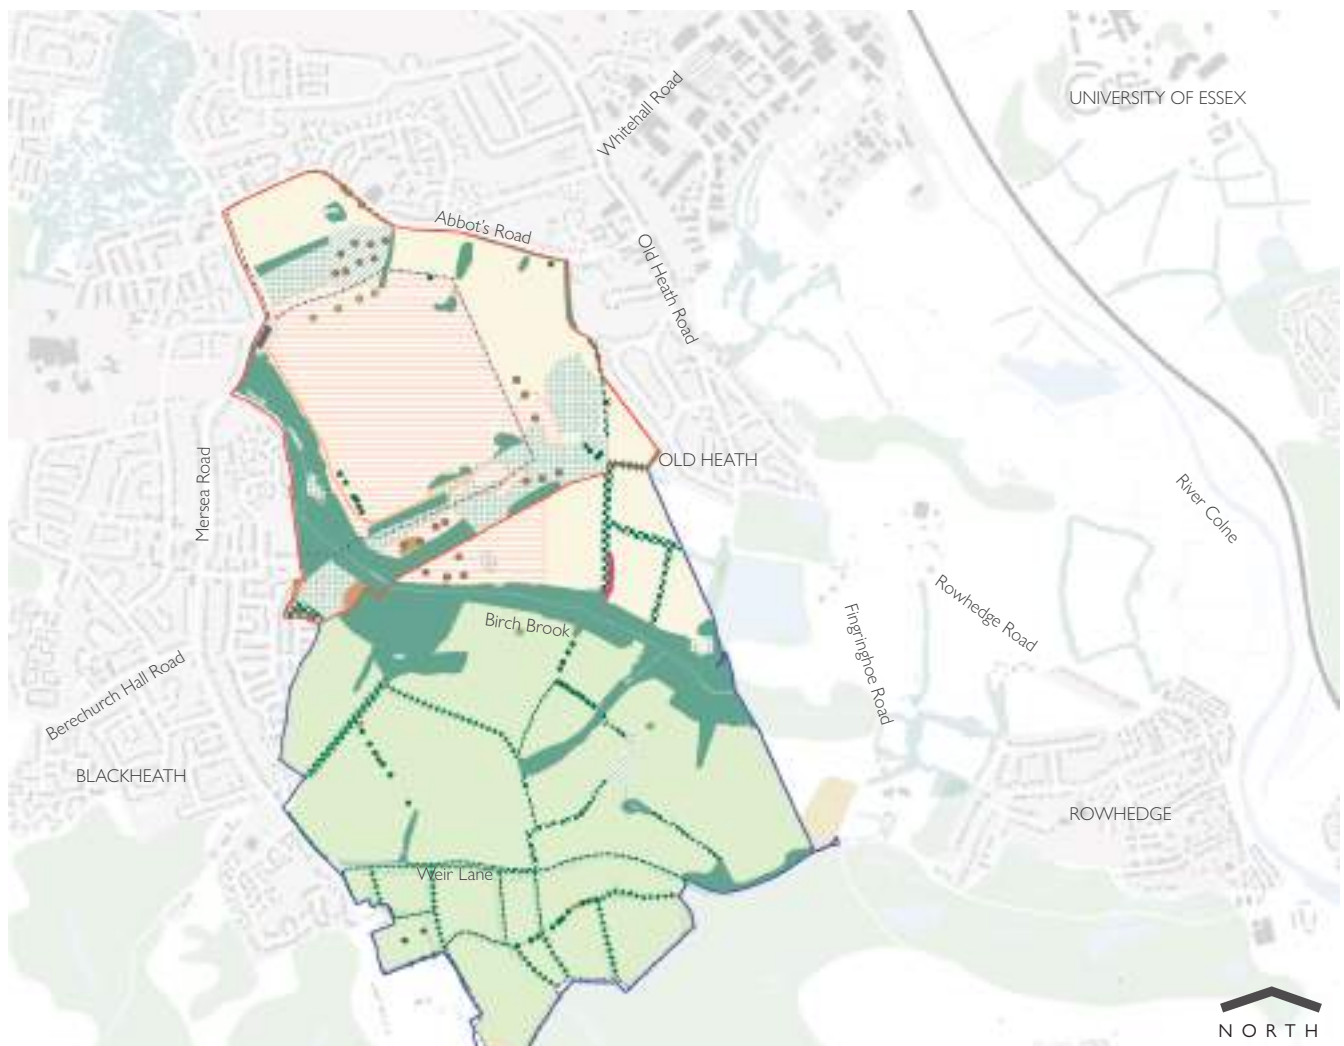 UNIVERSITY OF ESSEX
Whitehall Road
Abbot's Road
Old Heath Road
OLD HEATH
Mersea Road
River Colne
Rowhedge Road
Fingringhoe Road
Birch Brook
Berechurch Hall Road
BLACKHEATH
ROWHEDGE
Weir Lane
NORTH